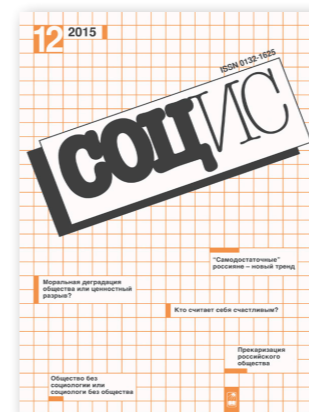 12 2015
ISSN 0132-1625
СОЦИС
"Самодостаточные"
россияне – новый тренд
Моральная деградация
общества или ценностный
разрыв?
Кто считает себя счастливым?
Прекаризация
российского
общества
Общество без
социологии или
социологи без общества